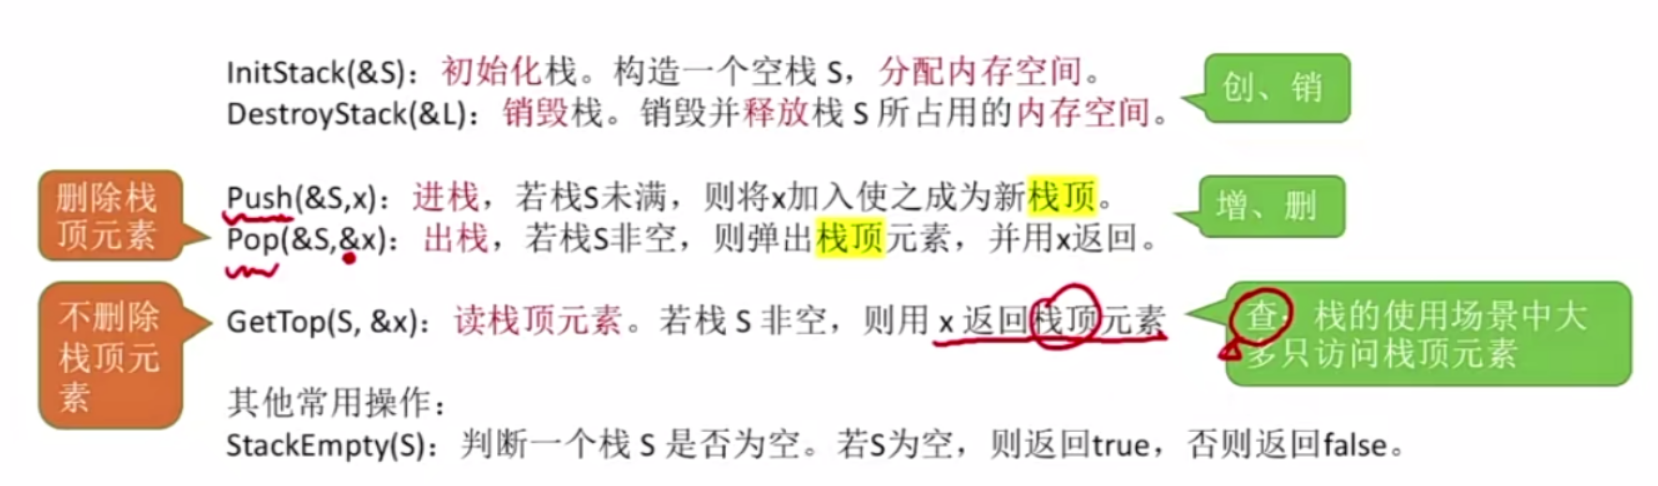 InitStack(&S)：初始化栈。构造一个空栈 S，分配内存空间。
DestroyStack(&L)：销毁栈。销毁并释放栈 S 所占用的内存空间。
创、销
删除栈
顶元素
Push(&S,x)：进栈，若栈S未满，则将x加入使之成为新栈顶。
Pop(&S,&x)：出栈，若栈S非空，则弹出栈顶元素，并用x返回。
增、删
不删除
栈顶元
素
GetTop(S, &x)：读栈顶元素。若栈 S 非空，则用 x 返回栈顶元素
查：栈的使用场景中大
多只访问栈顶元素
其他常用操作：
StackEmpty(S)：判断一个栈 S 是否为空。若S为空，则返回true，否则返回false。